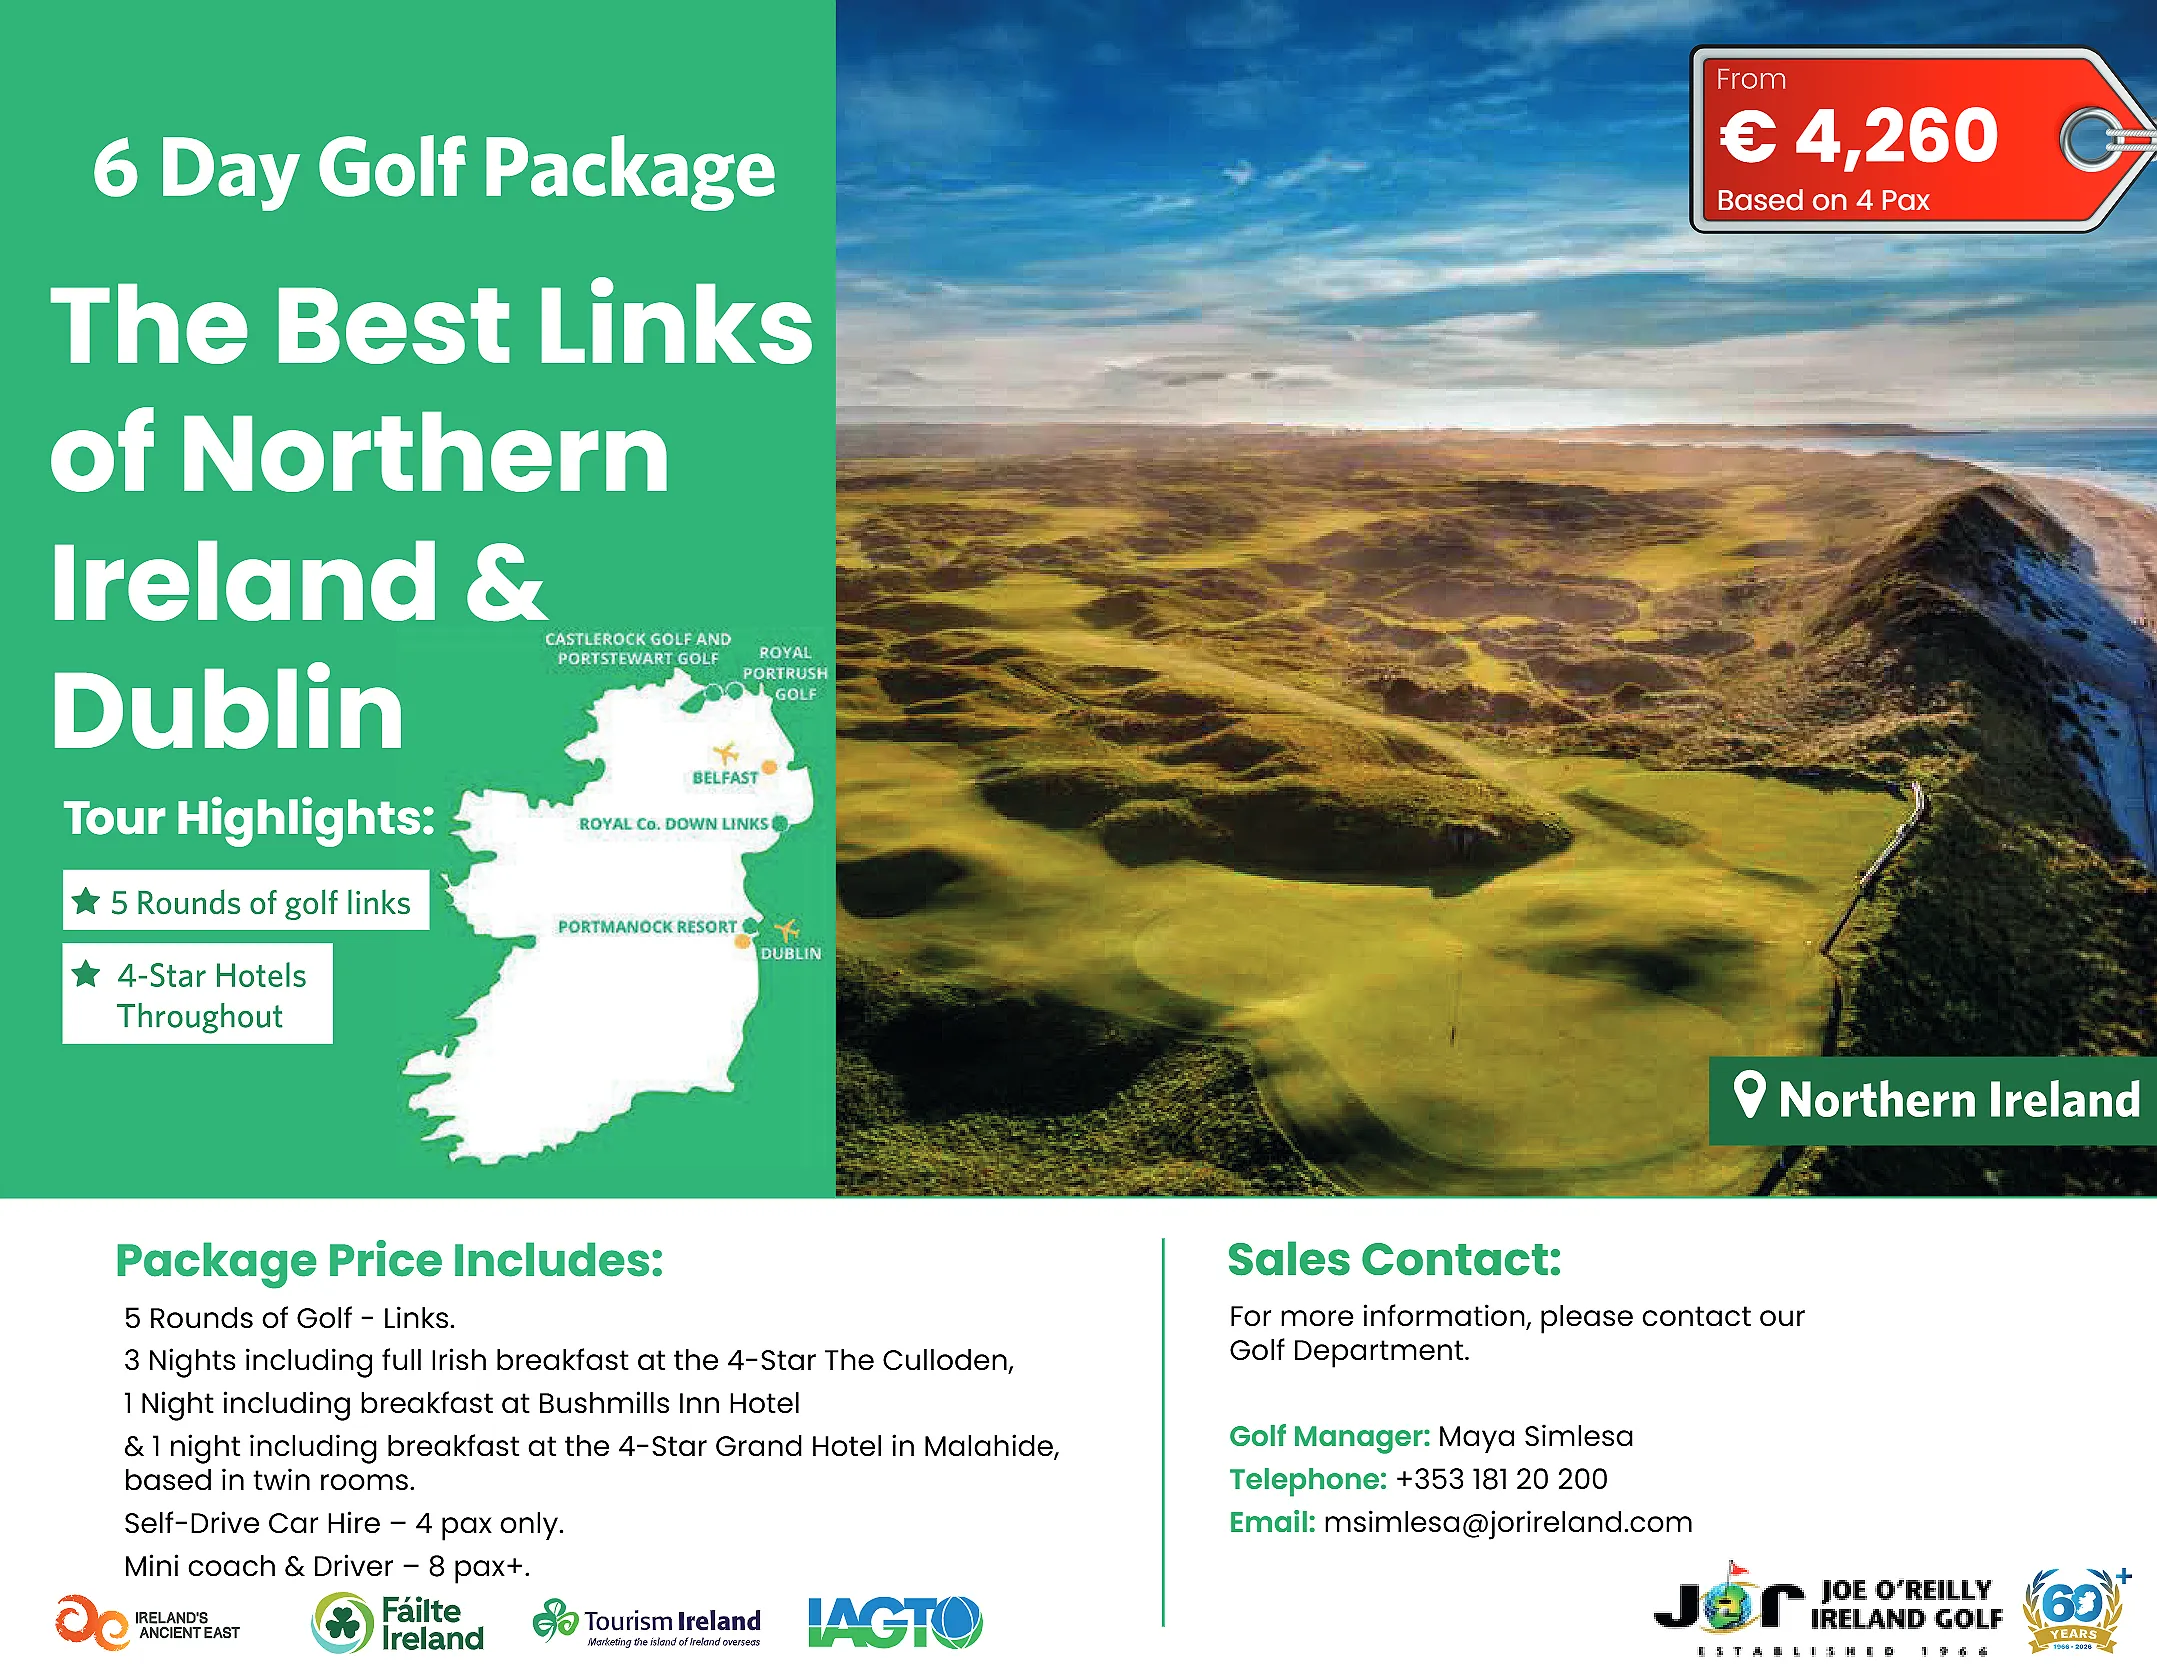 6 Day Golf Package
The Best Links
of Northern
Ireland &
Dublin
Tour Highlights:
5 Rounds of golf links
4-Star Hotels
Throughout
CASTLEROCK GOLF AND
PORTSTEWART GOLF
ROYAL
PORTRUSH
GOLF
BELFAST
ROYAL Co. DOWN LINKS
PORTMANOCK RESORT
DUBLIN
From
€ 4,260
Based on 4 Pax
Northern Ireland
Package Price Includes:
5 Rounds of Golf - Links.
3 Nights including full Irish breakfast at the 4-Star The Culloden,
1 Night including breakfast at Bushmills Inn Hotel
& 1 night including breakfast at the 4-Star Grand Hotel in Malahide,
based in twin rooms.
Self-Drive Car Hire – 4 pax only.
Mini coach & Driver – 8 pax+.
Sales Contact:
For more information, please contact our
Golf Department.
Golf Manager: Maya Simlesa
Telephone: +353 181 20 200
Email: msimlesa@jorireland.com
IRELAND'S
ANCIENT EAST
Fáilte
Ireland
Tourism Ireland
Marketing the island of Ireland overseas
IAGTO
JOR
JOE O'REILLY
IRELAND GOLF
ESTABLISHED 1966
60+
YEARS
1966 - 2026